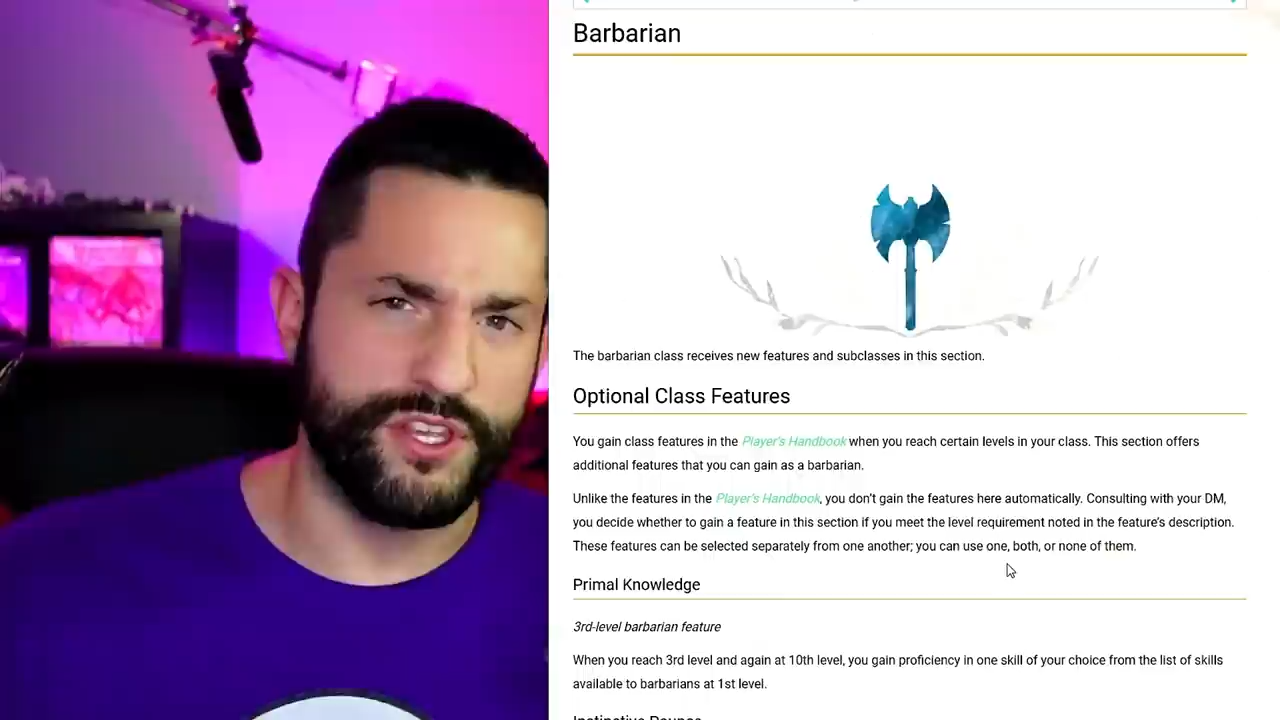 Barbarian
The barbarian class receives new features and subclasses in this section.
Optional Class Features
You gain class features in the Player's Handbook when you reach certain levels in your class. This section offers
additional features that you can gain as a barbarian.
Unlike the features in the Player's Handbook, you don't gain the features here automatically. Consulting with your DM,
you decide whether to gain a feature in this section if you meet the level requirement noted in the feature's description.
These features can be selected separately from one another; you can use one, both, or none of them.
Primal Knowledge
3rd-level barbarian feature
When you reach 3rd level and again at 10th level, you gain proficiency in one skill of your choice from the list of skills
available to barbarians at 1st level.
Instinctive Pounce